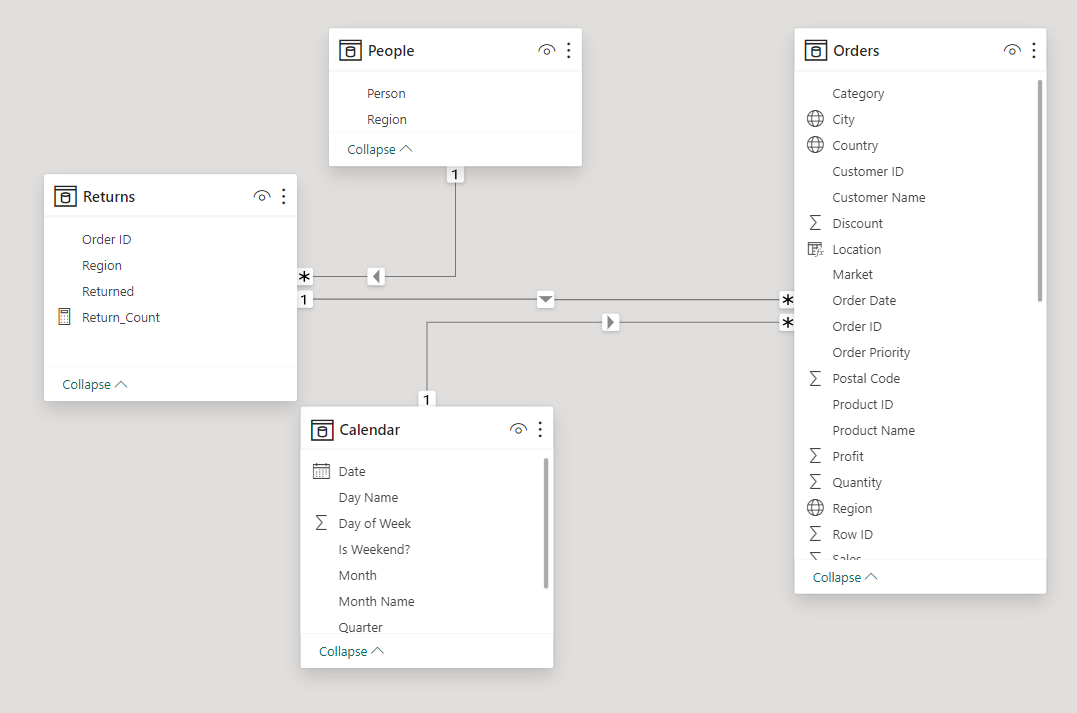 People
Person
Region
Collapse
1
Returns
Order ID
Region
Returned
Return_Count
Collapse
*
1
*
*
1
Calendar
Date
Day Name
Day of Week
Is Weekend?
Month
Month Name
Quarter
Collapse
Orders
Category
City
Country
Customer ID
Customer Name
Discount
Location
Market
Order Date
Order ID
Order Priority
Postal Code
Product ID
Product Name
Profit
Quantity
Region
Row ID
Sales
Collapse